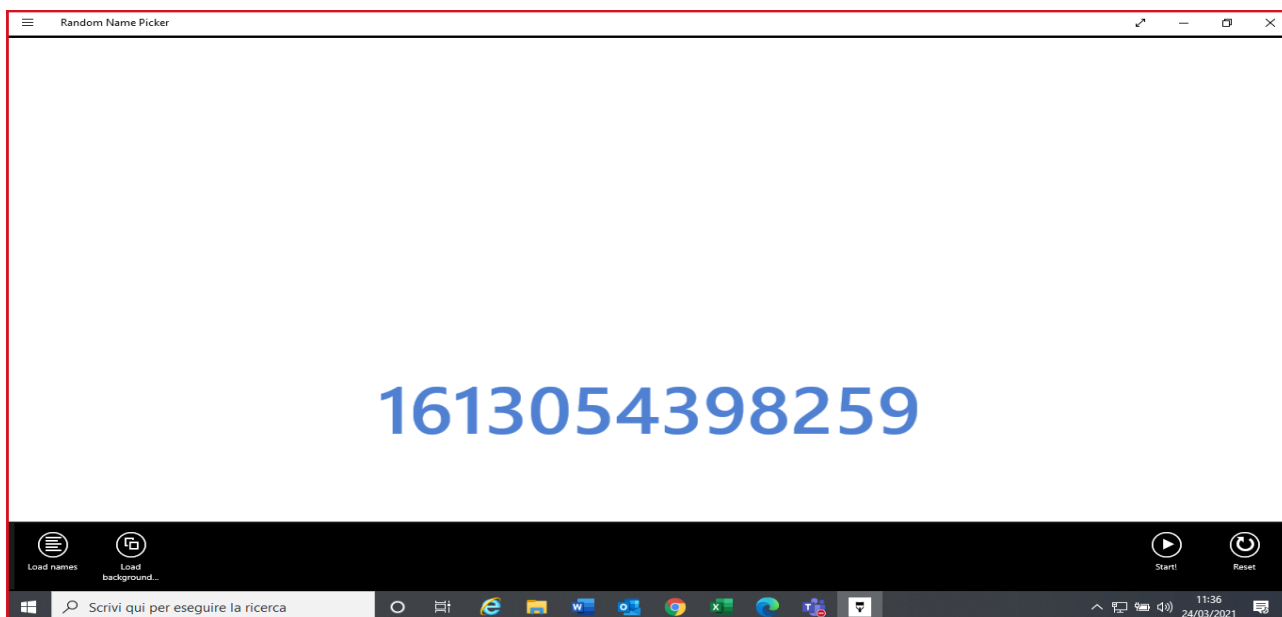 Random Name Picker
1613054398259
Load names
Load
background...
Start!
Reset
Scrivi qui per eseguire la ricerca
11:36
24/03/2021